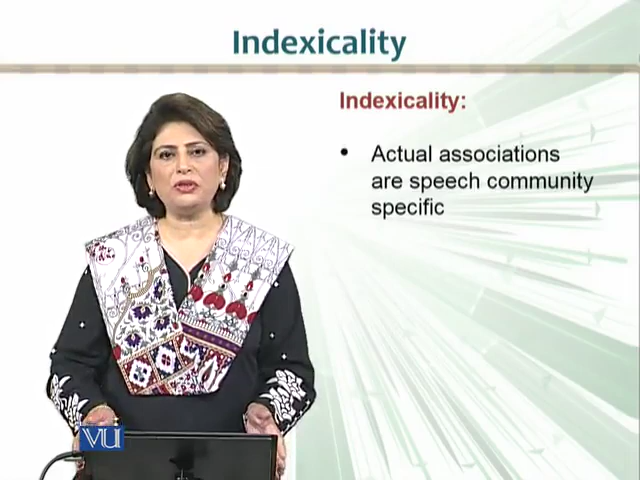 Indexicality
Indexicality:
• Actual associations
are speech community
specific
VU